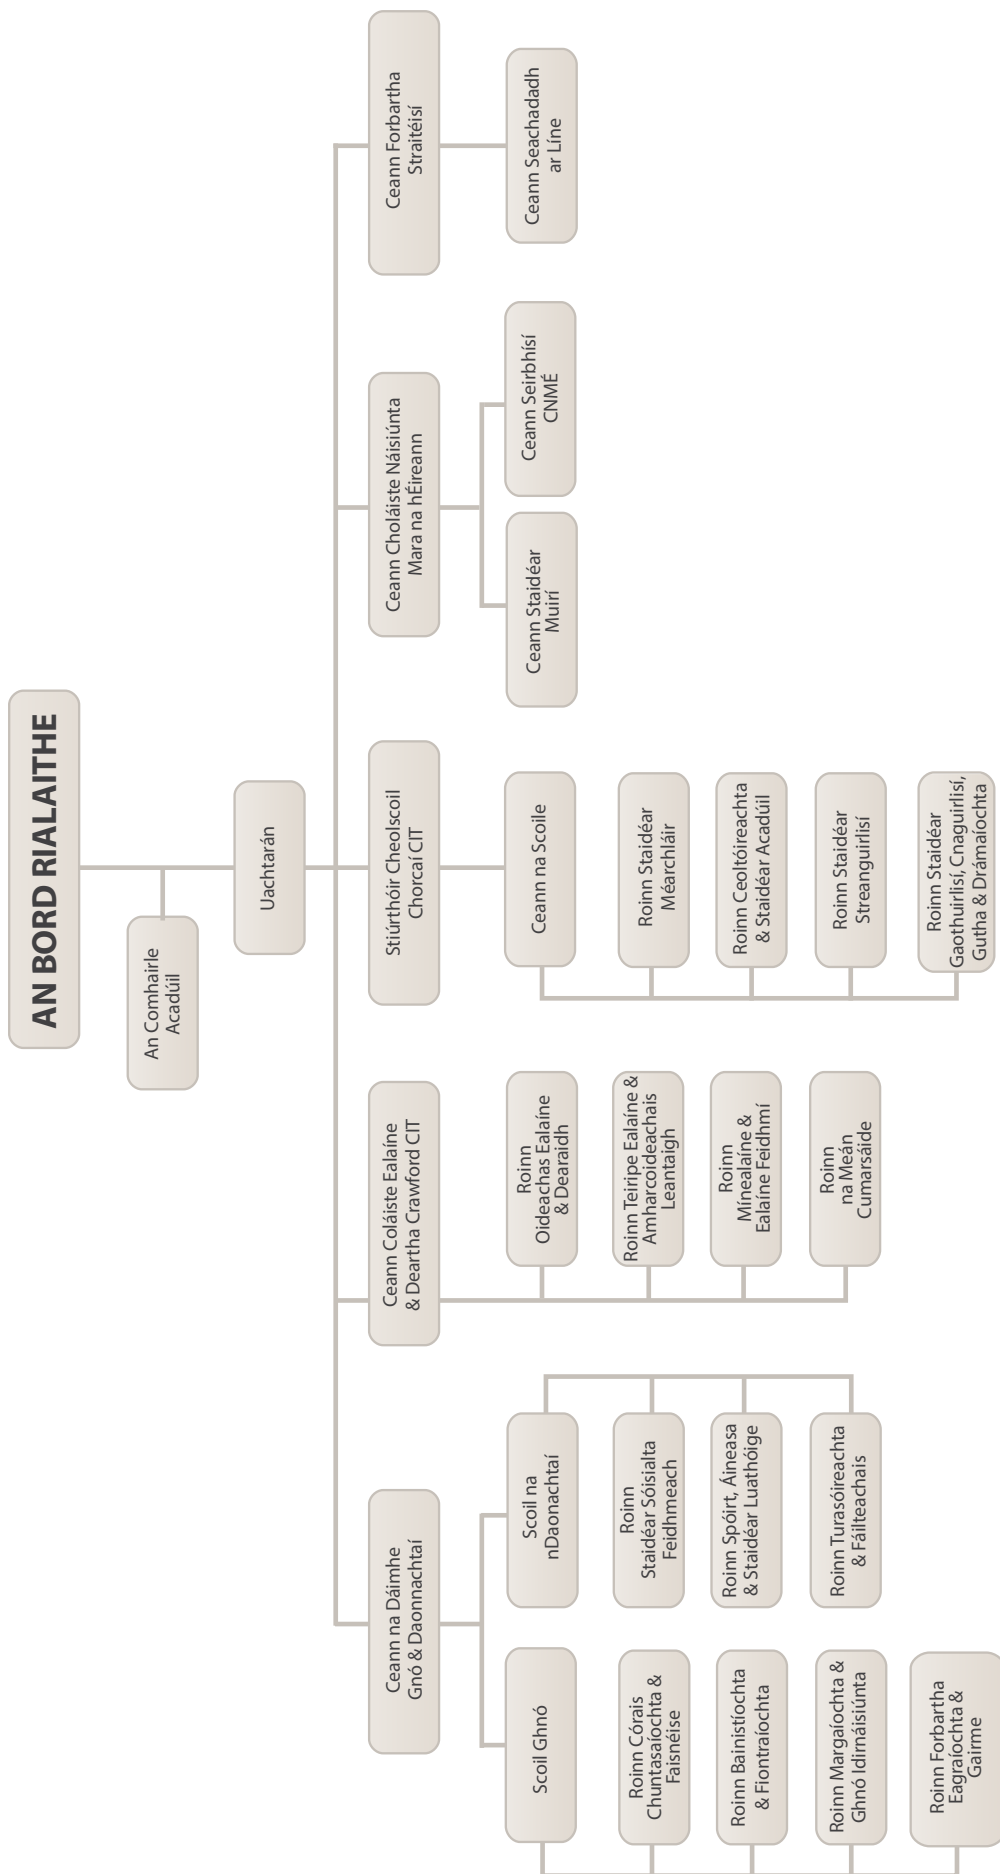 AN BORD RIALAITHE
An Comhairle
Acadúil
Uachtarán
Ceann na Dáimhe
Gnó & Daonnachtaí
Ceann Coláiste Ealaíne
& Deartha Crawford CIT
Stiúrthóir Cheolscoil
Chorcaí CIT
Ceann Choláiste Náisiúnta
Mara na hÉireann
Ceann Forbartha
Straitéisí
Scoil Ghnó
Roinn Córais
Chuntasaíochta &
Faisnéise
Roinn Bainistíochta
& Fiontraíochta
Roinn Margaíochta &
Ghnó Idirnáisiúnta
Roinn Forbartha
Eagraíochta &
Gairme
Scoil na
nDaonachtaí
Roinn
Staidéar Sóisialta
Feidhmeach
Roinn Spóirt, Áineasa
& Staidéar Luathóige
Roinn Turasóireachta
& Fáilteachais
Roinn
Oideachas Ealaíne
& Dearaidh
Roinn Teiripe Ealaíne &
Amharcoideachais
Leantaigh
Roinn
Mínealaíne &
Ealaíne Feidhmí
Roinn
na Meán
Cumarsáide
Ceann na Scoile
Roinn Staidéar
Méarchláir
Roinn Ceoltóireachta
& Staidéar Acadúil
Roinn Staidéar
Streanguirlisí
Roinn Staidéar
Gaothuirlisí, Cnaguirlisí,
Gutha & Drámaíochta
Ceann Staidéar
Muirí
Ceann Seirbhísí
CNMÉ
Ceann Seachadadh
ar Líne